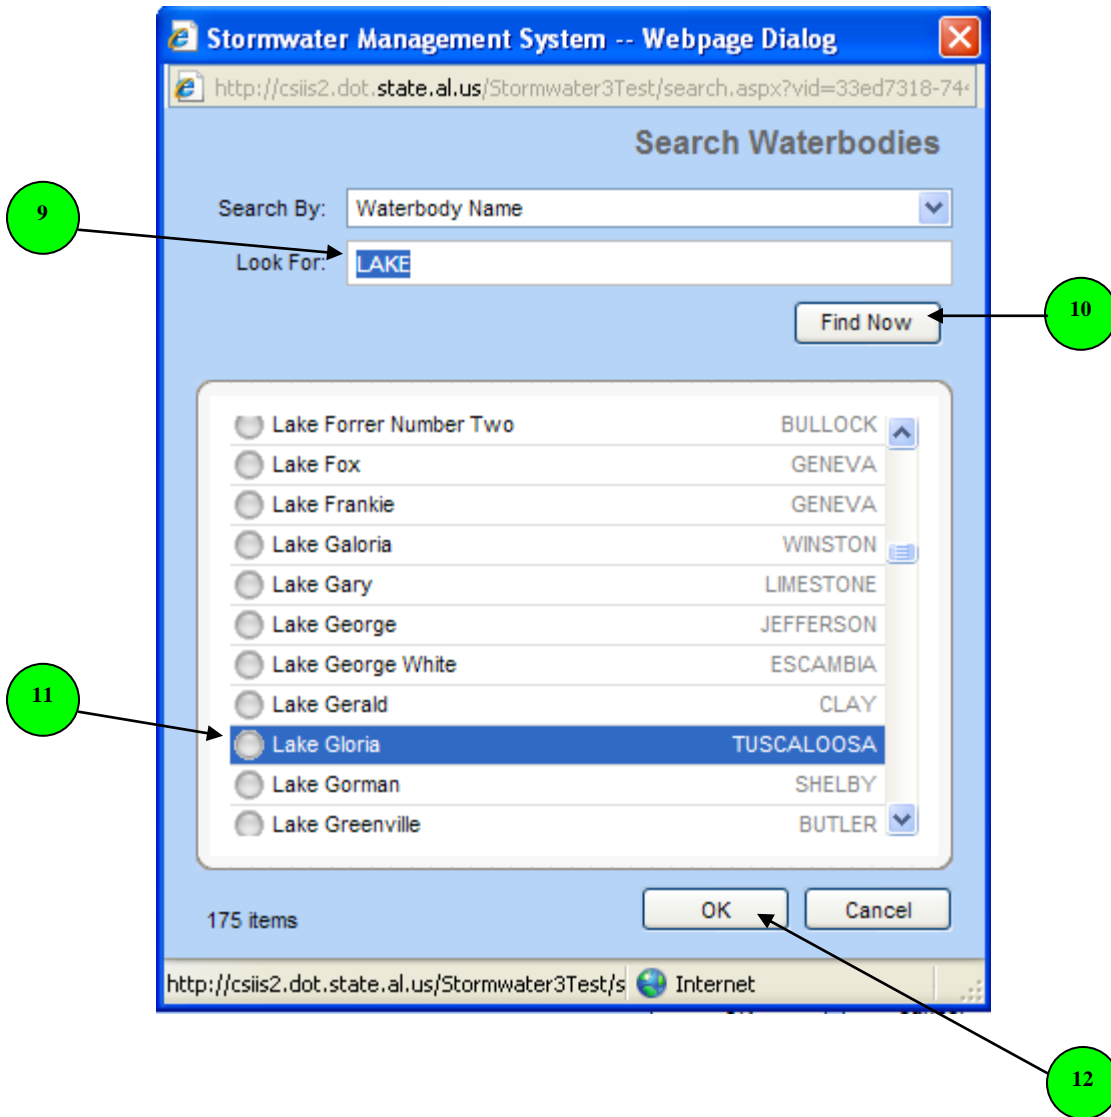 Stormwater Management System -- Webpage Dialog
http://csiis2.dot.state.al.us/Stormwater3Test/search.aspx?vid=33ed7318-74
Search Waterbodies
9
Search By: Waterbody Name
Look For: LAKE
Find Now
10
Lake Forrer Number Two BULLOCK
Lake Fox GENEVA
Lake Frankie GENEVA
Lake Galoria WINSTON
Lake Gary LIMESTONE
Lake George JEFFERSON
Lake George White ESCAMBIA
11
Lake Gerald CLAY
Lake Gloria TUSCALOOSA
Lake Gorman SHELBY
Lake Greenville BUTLER
175 items
OK Cancel
http://csiis2.dot.state.al.us/Stormwater3Test/s Internet
12